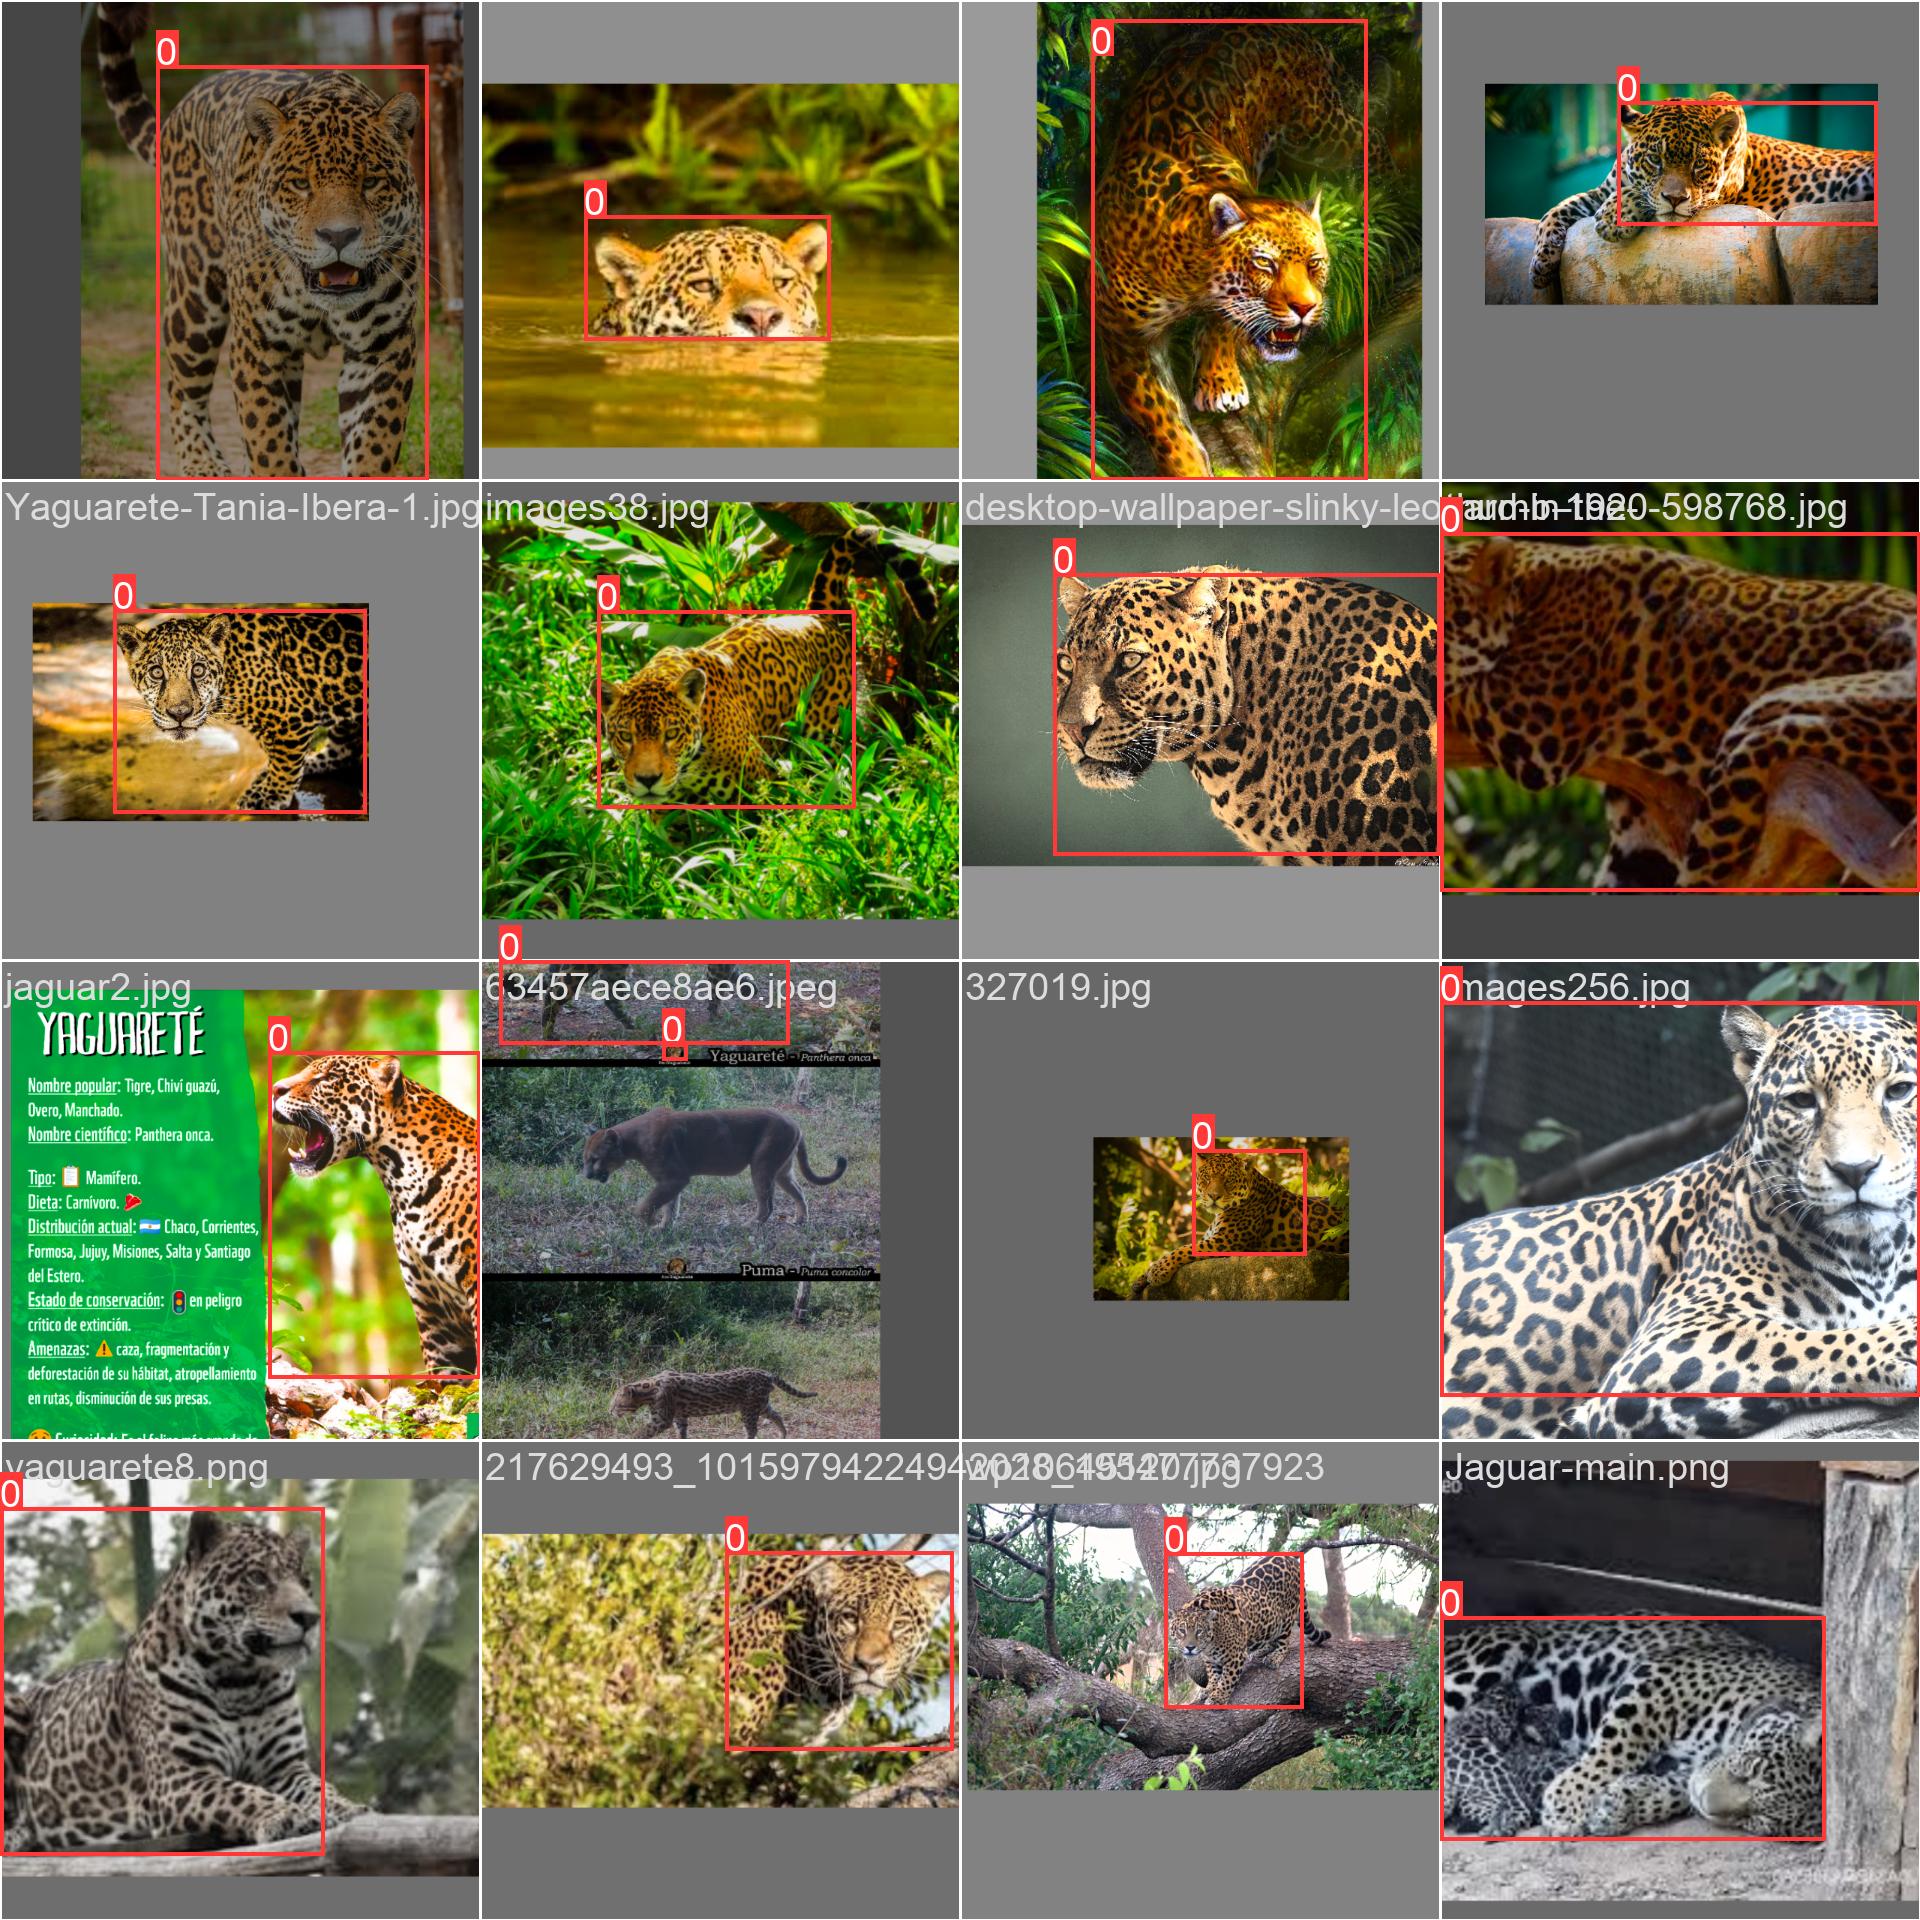 0
0
0
0
Yaguarete-Tania-Ibera-1.jpg
images38.jpg
desktop-wallpaper-slinky-leo
1920-598768.jpg
0
0
0
0
jaguar2.jpg
63457aece8ae6.jpeg
327019.jpg
mages256.jpg
0
0
0
0
0
YAGUARETÉ
Nombre popular: Tigre, Chiví guazú,
Overo, Manchado.
Nombre científico: Panthera onca.
Tipo: Mamífero.
Dieta: Carnívoro.
Distribución actual: Chaco, Corrientes,
Formosa, Jujuy, Misiones, Salta y Santiago
del Estero.
Estado de conservación: en peligro
crítico de extinción.
Amenazas: caza, fragmentación y
deforestación de su hábitat, atropellamiento
en rutas, disminución de sus presas.
Yaguareté - Panthera onca
Puma - Puma concolor
yaguarete8.png
217629493_1015979422494
7923
Jaguar-main.png
0
0
0
0